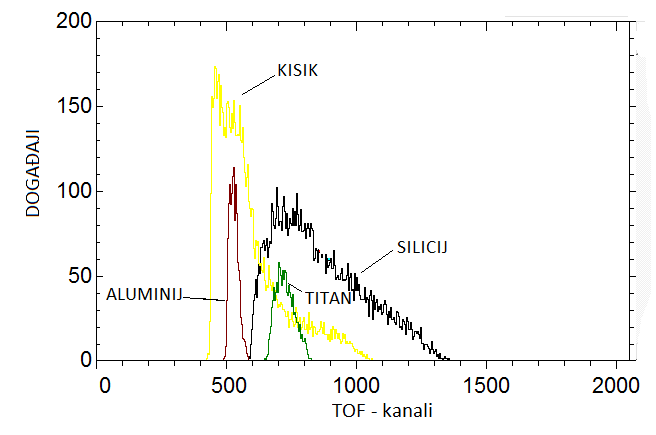 200
150
100
50
0
DOGAĐAJI
KISIK
SILICIJ
ALUMINIJ
TITAN
0 500 1000 1500 2000
TOF - kanali